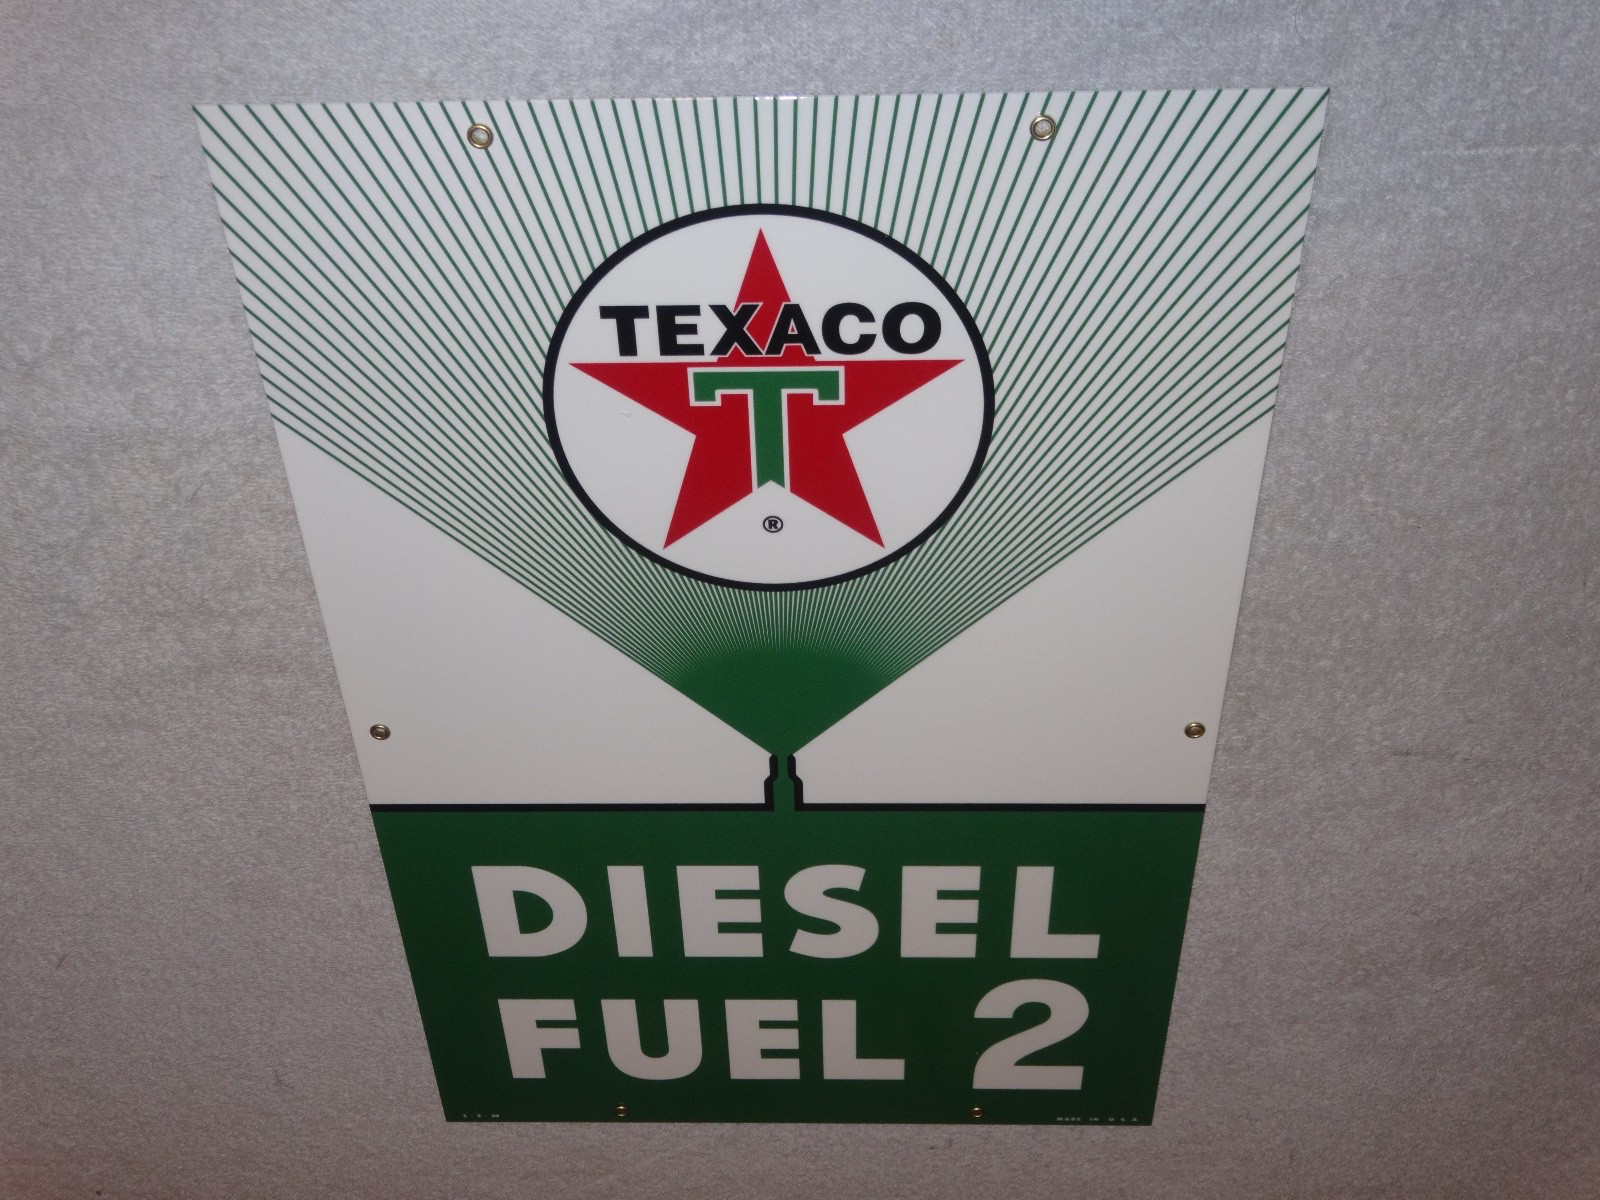 TEXACO
T
®
DIESEL
FUEL 2
MADE IN U.S.A.